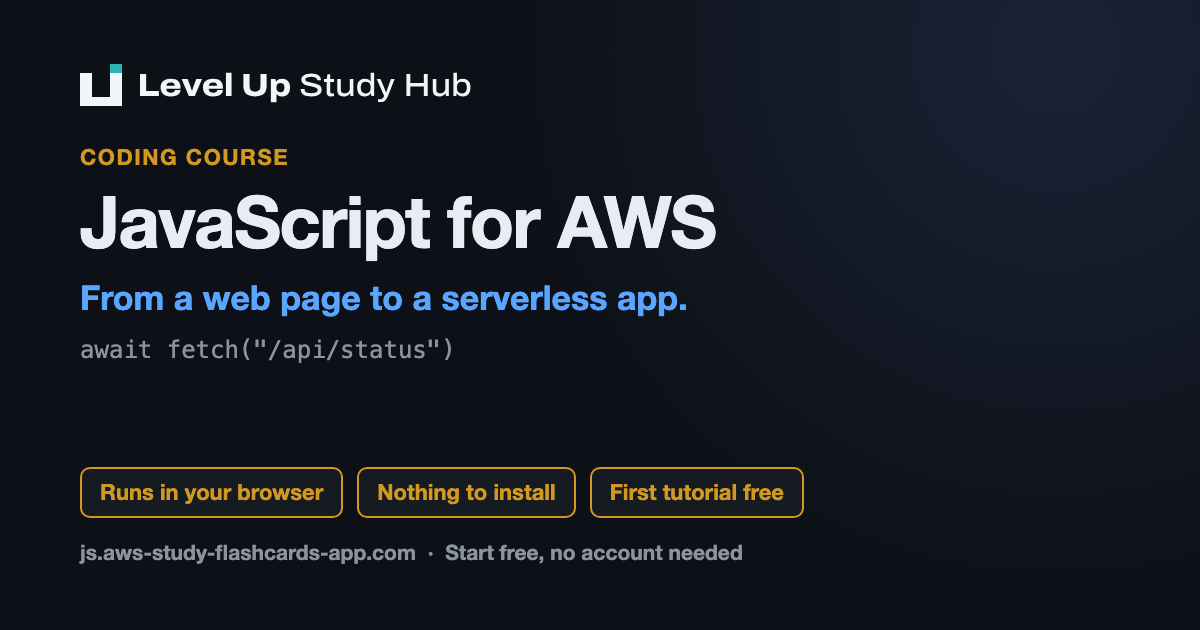 Level Up Study Hub
CODING COURSE
JavaScript for AWS
From a web page to a serverless app.
await fetch("/api/status")
Runs in your browser
Nothing to install
First tutorial free
js.aws-study-flashcards-app.com · Start free, no account needed